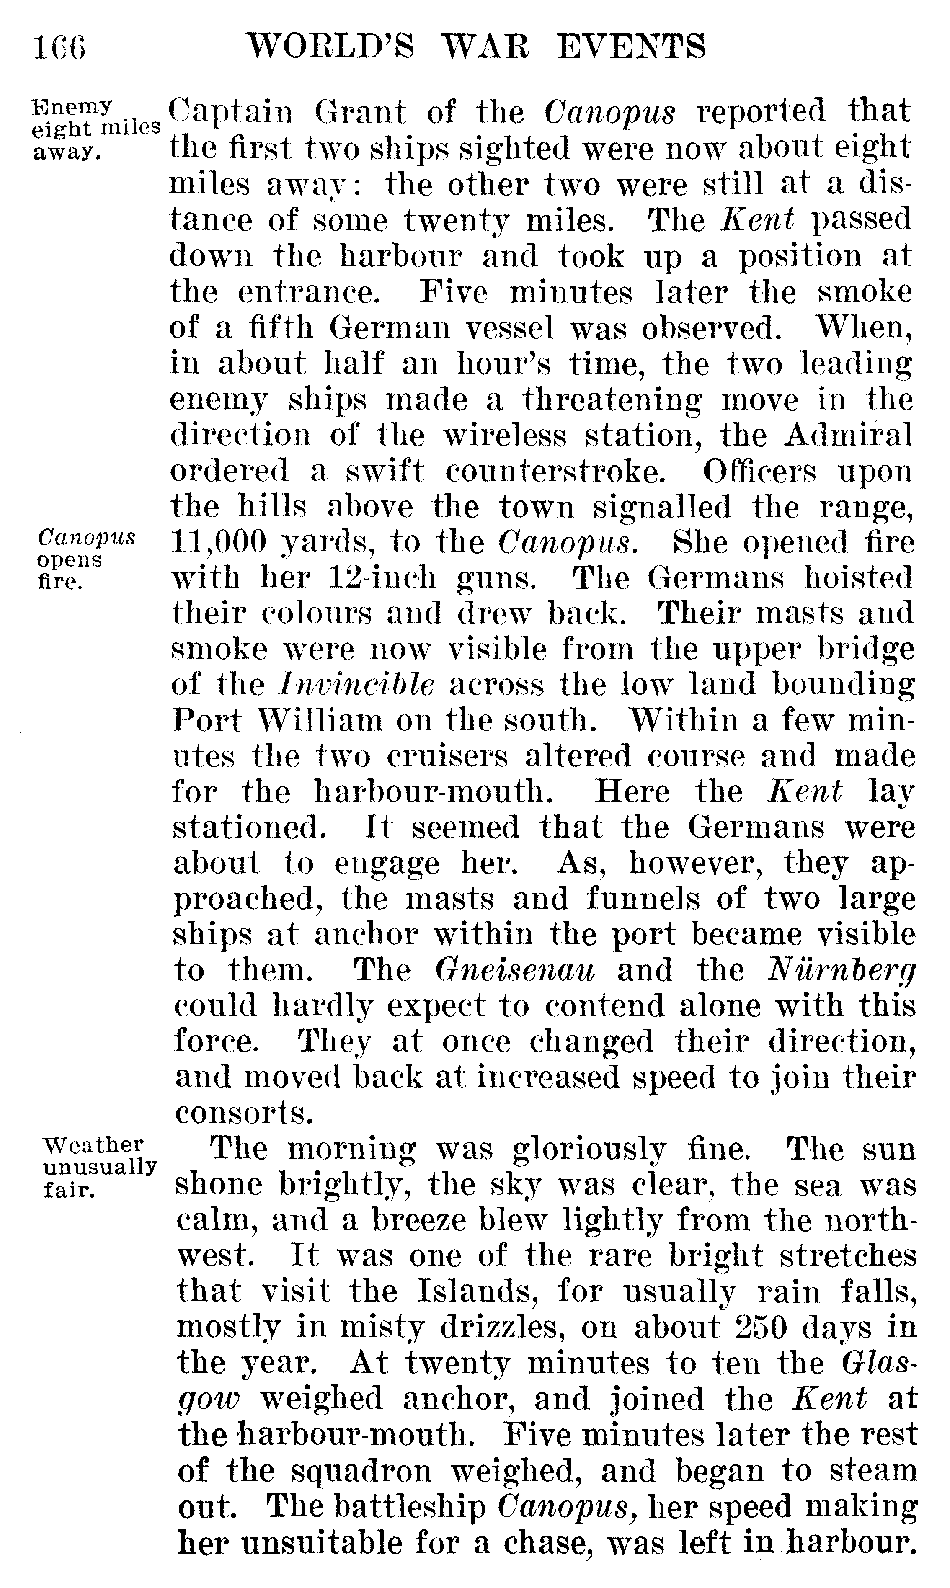 166 WORLD'S WAR EVENTS
Enemy
eight miles
away.
Captain Grant of the Canopus reported that
the first two ships sighted were now about eight
miles away: the other two were still at a dis-
tance of some twenty miles. The Kent passed
down the harbour and took up a position at
the entrance. Five minutes later the smoke
of a fifth German vessel was observed. When,
in about half an hour's time, the two leading
enemy ships made a threatening move in the
direction of the wireless station, the Admiral
ordered a swift counterstroke. Officers upon
the hills above the town signalled the range,
Canopus
opens
fire.
11,000 yards, to the Canopus. She opened fire
with her 12-inch guns. The Germans hoisted
their colours and drew back. Their masts and
smoke were now visible from the upper bridge
of the Invincible across the low land bounding
Port William on the south. Within a few min-
utes the two cruisers altered course and made
for the harbour-mouth. Here the Kent lay
stationed. It seemed that the Germans were
about to engage her. As, however, they ap-
proached, the masts and funnels of two large
ships at anchor within the port became visible
to them. The Gneisenau and the Nürnberg
could hardly expect to contend alone with this
force. They at once changed their direction,
and moved back at increased speed to join their
consorts.
Weather
unusually
fair.
The morning was gloriously fine. The sun
shone brightly, the sky was clear, the sea was
calm, and a breeze blew lightly from the north-
west. It was one of the rare bright stretches
that visit the Islands, for usually rain falls,
mostly in misty drizzles, on about 250 days in
the year. At twenty minutes to ten the Glas-
gow weighed anchor, and joined the Kent at
the harbour-mouth. Five minutes later the rest
of the squadron weighed, and began to steam
out. The battleship Canopus, her speed making
her unsuitable for a chase, was left in harbour.